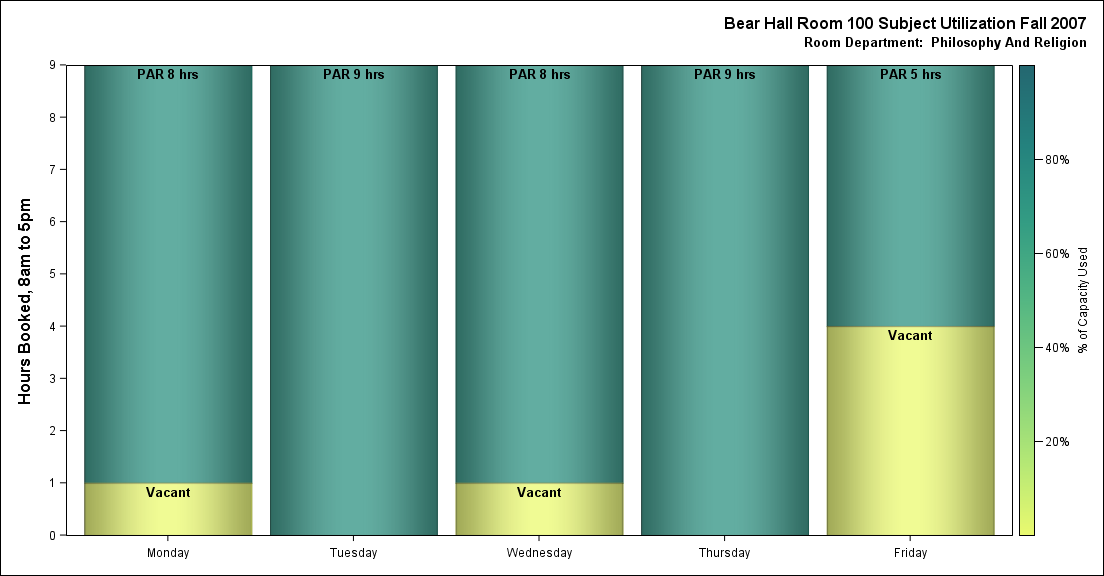 Bear Hall Room 100 Subject Utilization Fall 2007
Room Department:  Philosophy And Religion
Hours Booked, 8am to 5pm
9
8
7
6
5
4
3
2
1
0
PAR 8 hrs
PAR 9 hrs
PAR 8 hrs
PAR 9 hrs
PAR 5 hrs
Vacant
Vacant
Vacant
Monday
Tuesday
Wednesday
Thursday
Friday
80%
60%
40%
20%
% of Capacity Used